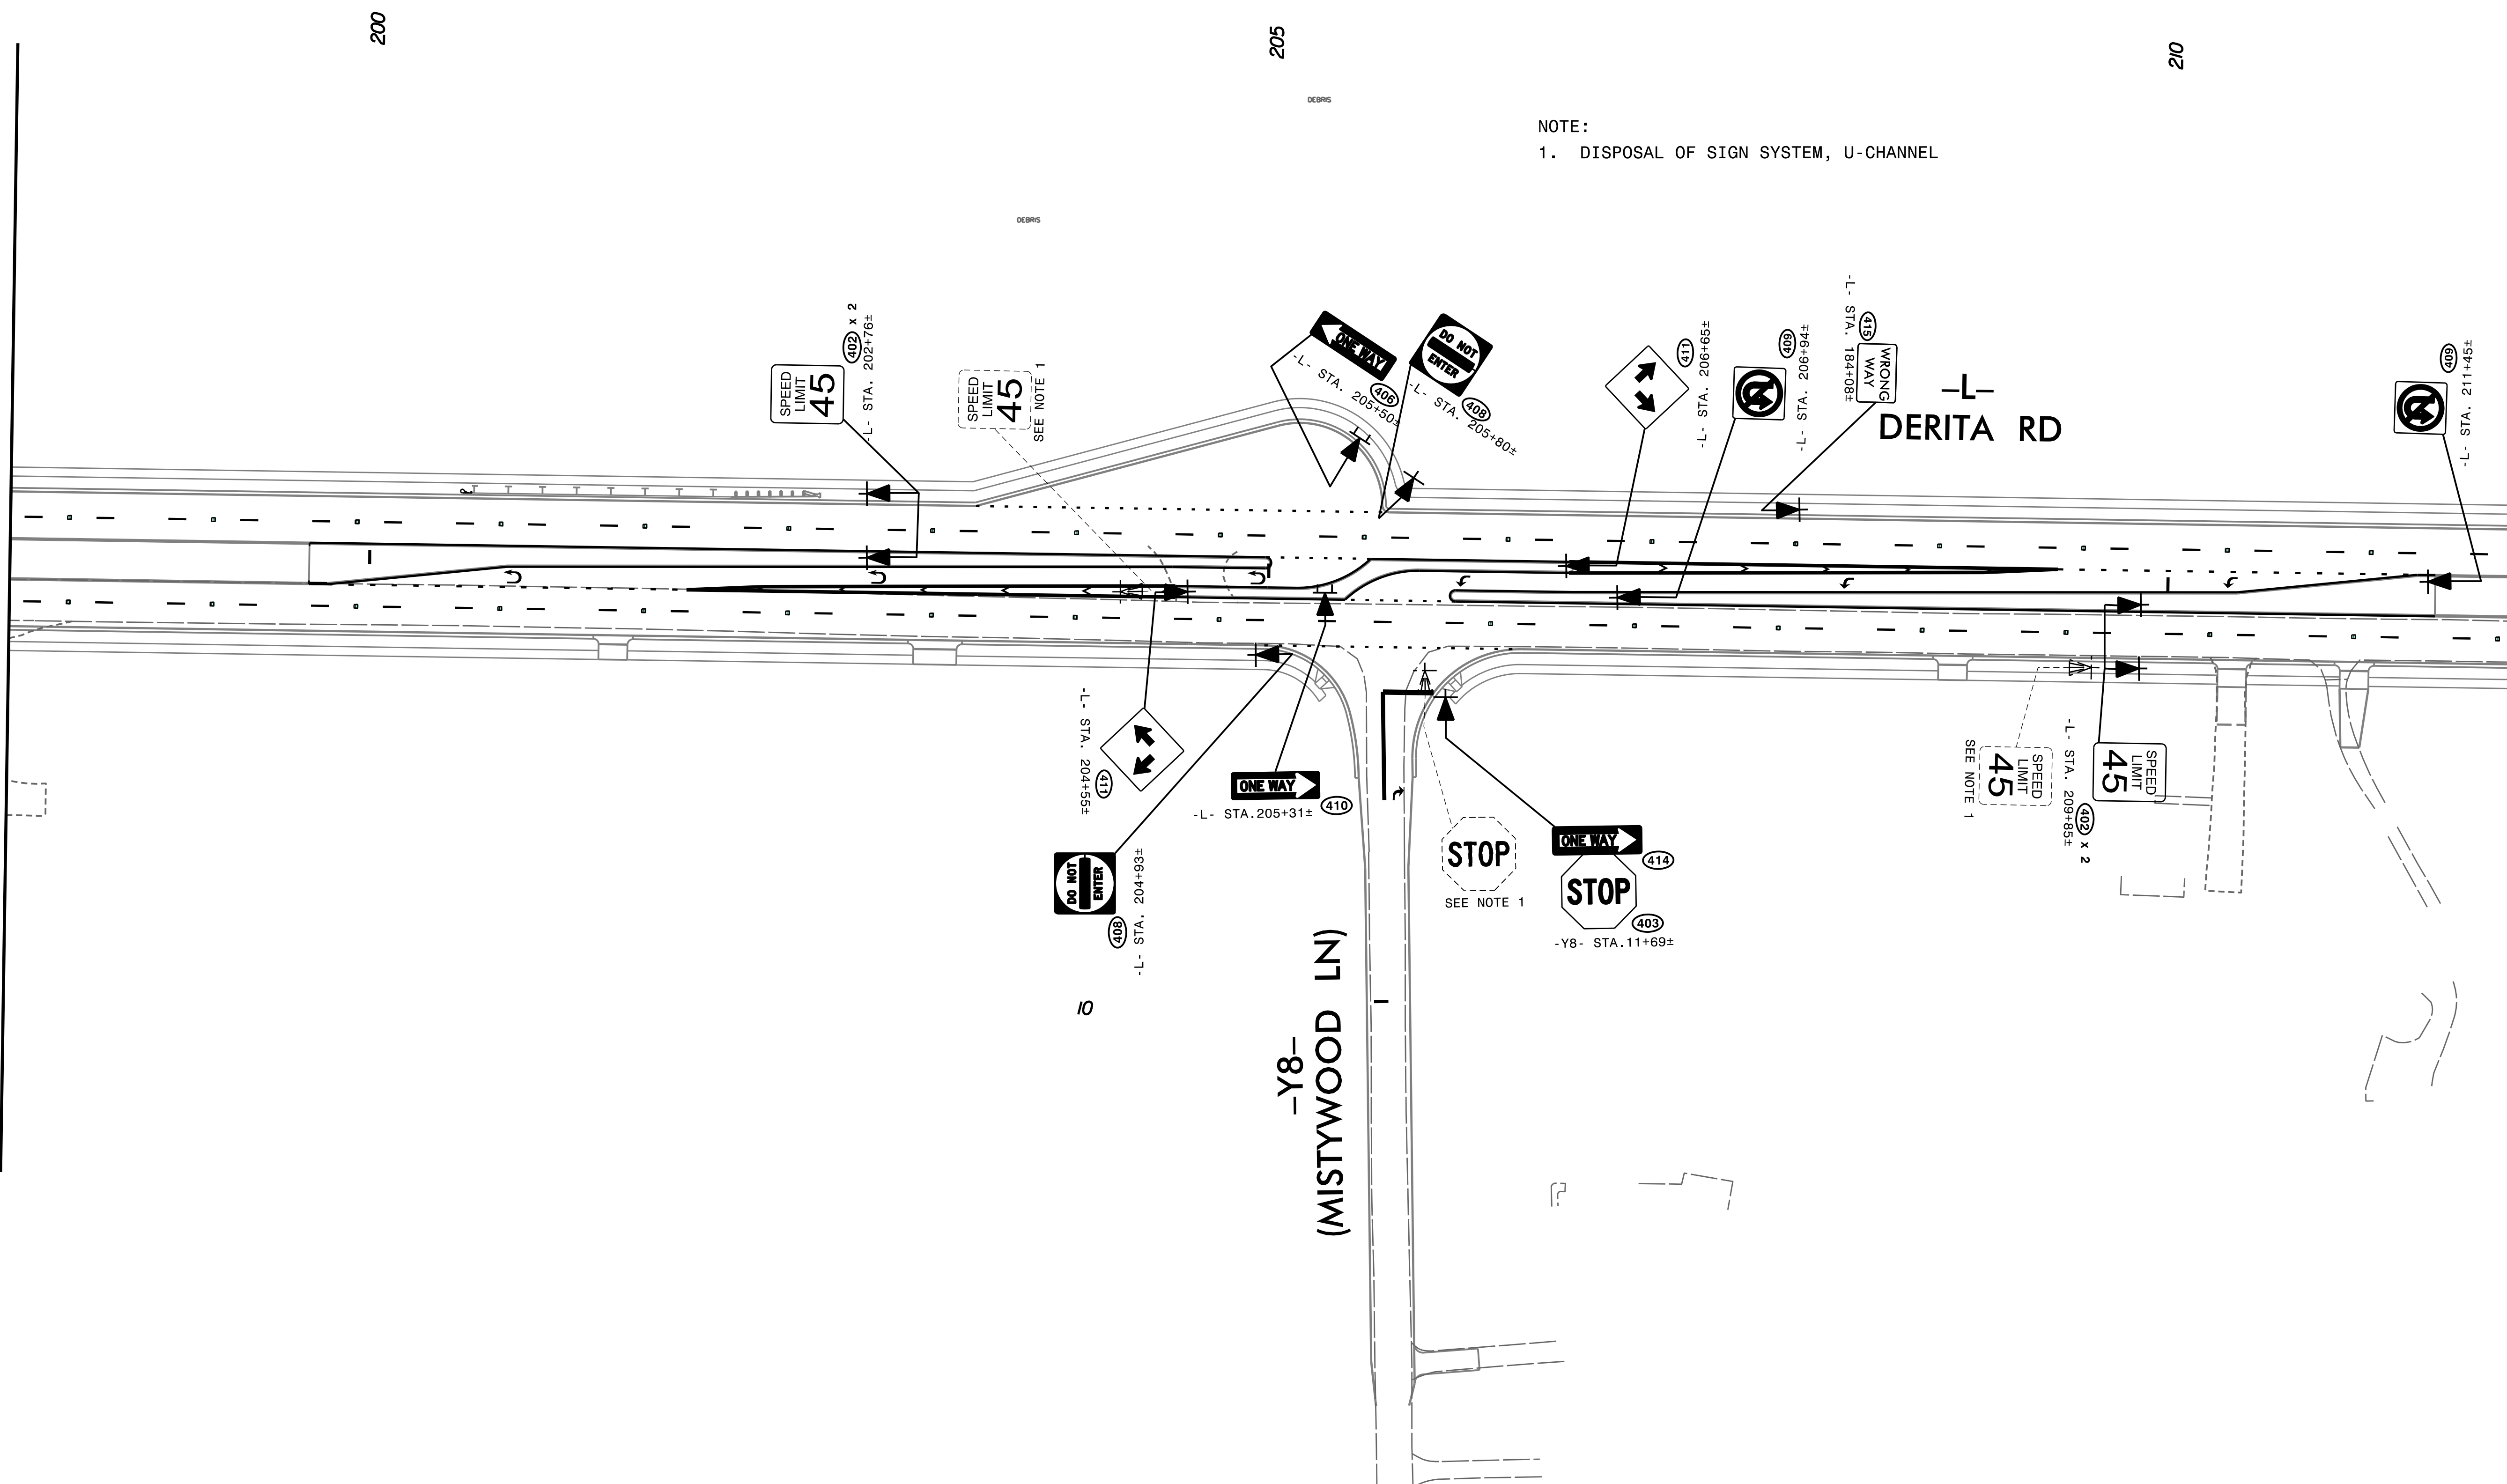 200
205
210
DEBRIS
DEBRIS
NOTE:
1. DISPOSAL OF SIGN SYSTEM, U-CHANNEL
SPEED
LIMIT
45
402 x 2
-L- STA. 202+76±
SPEED
LIMIT
45
SEE NOTE 1
ONE WAY
406
-L- STA. 205+50±
DO NOT
ENTER
408
-L- STA. 205+80±
411
-L- STA. 206+65±
409
-L- STA. 206+94±
WRONG
WAY
415
-L- STA. 184+08±
-L-
DERITA RD
409
-L- STA. 211+45±
411
-L- STA. 204+55±
DO NOT
ENTER
408
-L- STA. 204+93±
ONE WAY
410
-L- STA.205+31±
STOP
SEE NOTE 1
ONE WAY
414
STOP
403
-Y8- STA.11+69±
SPEED
LIMIT
45
SEE NOTE 1
SPEED
LIMIT
45
402 x 2
-L- STA. 209+85±
10
-Y8-
(MISTYWOOD LN)